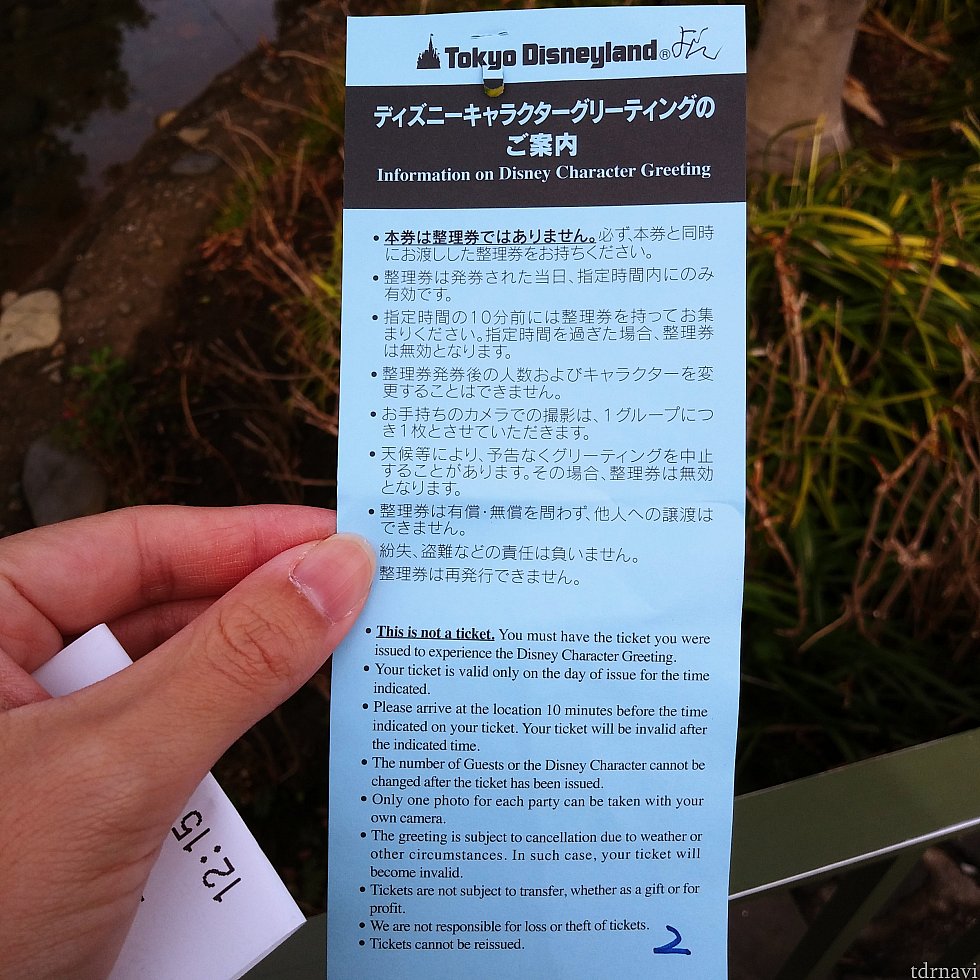 Tokyo Disneyland®
ディズニーキャラクターグリーティングの
ご案内
Information on Disney Character Greeting
• 本券は整理券ではありません。必ず、本券と同時
にお渡しした整理券をお持ちください。
• 整理券は発券された当日、指定時間内にのみ
有効です。
• 指定時間の10分前には整理券を持ってお集
まりください。指定時間を過ぎた場合、整理券
は無効となります。
• 整理券発券後の人数およびキャラクターを変
更することはできません。
• お手持ちのカメラでの撮影は、1グループにつ
き1枚とさせていただきます。
• 天候等により、予告なくグリーティングを中止
することがあります。その場合、整理券は無効
となります。
• 整理券は有償・無償を問わず、他人への譲渡は
できません。
紛失、盗難などの責任は負いません。
整理券は再発行できません。
• This is not a ticket. You must have the ticket you were
issued to experience the Disney Character Greeting.
• Your ticket is valid only on the day of issue for the time
indicated.
• Please arrive at the location 10 minutes before the time
indicated on your ticket. Your ticket will be invalid after
the indicated time.
• The number of Guests or the Disney Character cannot be
changed after the ticket has been issued.
• Only one photo for each party can be taken with your
own camera.
• The greeting is subject to cancellation due to weather or
other circumstances. In such case, your ticket will
become invalid.
• Tickets are not subject to transfer, whether as a gift or for
profit.
• We are not responsible for loss or theft of tickets.
• Tickets cannot be reissued.
2
12:15
tdrnavi